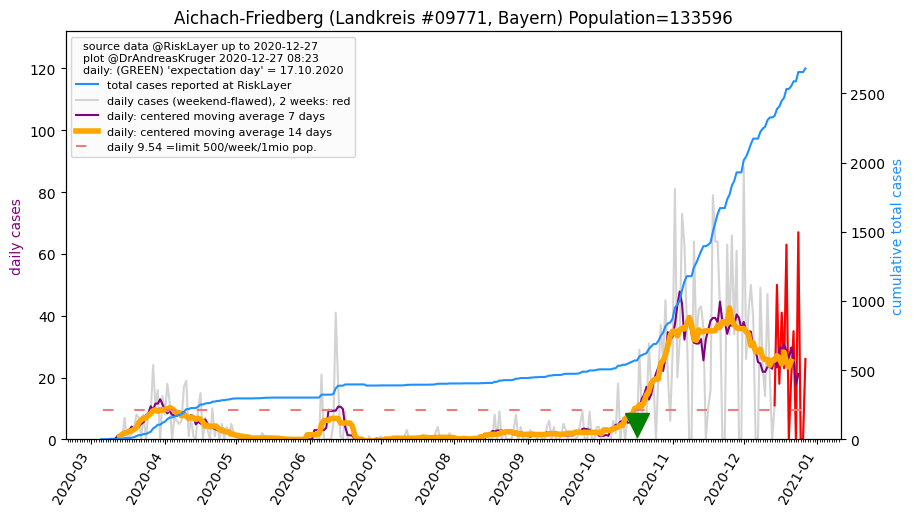 Aichach-Friedberg (Landkreis #09771, Bayern) Population=133596
source data @RiskLayer up to 2020-12-27
plot @DrAndreasKruger 2020-12-27 08:23
daily: (GREEN) 'expectation day' = 17.10.2020
total cases reported at RiskLayer
daily cases (weekend-flawed), 2 weeks: red
daily: centered moving average 7 days
daily: centered moving average 14 days
daily 9.54 =limit 500/week/1mio pop.
daily cases
120
100
80
60
40
20
0
2500
2000
1500
1000
500
0
cumulative total cases
2020-03
2020-04
2020-05
2020-06
2020-07
2020-08
2020-09
2020-10
2020-11
2020-12
2021-01